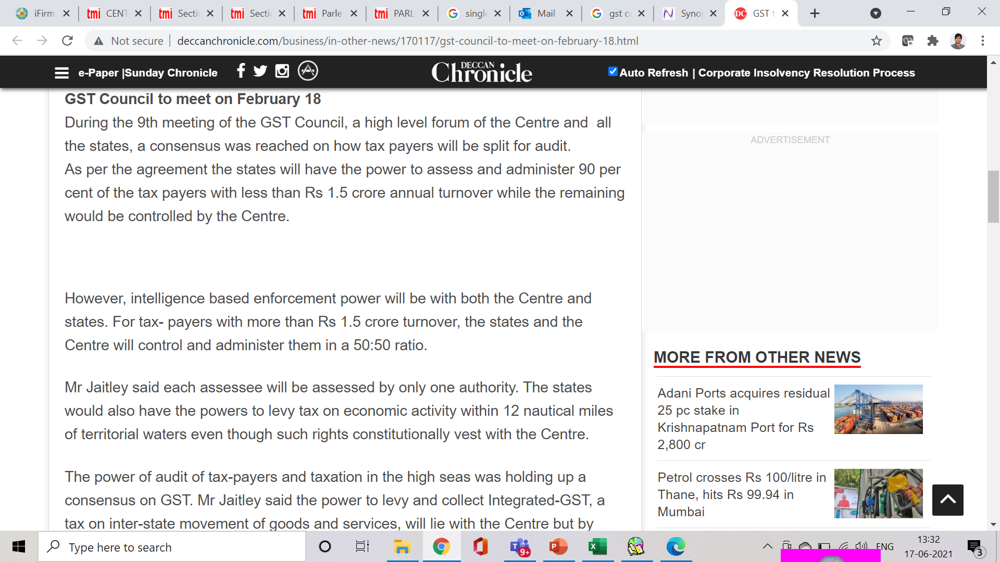 iFirm
tmi CENT
tmi Sectio
tmi Sectio
tmi Parle
tmi PARLI
G single
Mail
G gst co
N Synop
DC GST t
Not secure
deccanchronicle.com/business/in-other-news/170117/gst-council-to-meet-on-february-18.html
e-Paper |Sunday Chronicle
DECCAN
Chronicle
Auto Refresh | Corporate Insolvency Resolution Process
GST Council to meet on February 18
During the 9th meeting of the GST Council, a high level forum of the Centre and all
the states, a consensus was reached on how tax payers will be split for audit.
As per the agreement the states will have the power to assess and administer 90 per
cent of the tax payers with less than Rs 1.5 crore annual turnover while the remaining
would be controlled by the Centre.
However, intelligence based enforcement power will be with both the Centre and
states. For tax- payers with more than Rs 1.5 crore turnover, the states and the
Centre will control and administer them in a 50:50 ratio.
Mr Jaitley said each assessee will be assessed by only one authority. The states
would also have the powers to levy tax on economic activity within 12 nautical miles
of territorial waters even though such rights constitutionally vest with the Centre.
The power of audit of tax-payers and taxation in the high seas was holding up a
consensus on GST. Mr Jaitley said the power to levy and collect Integrated-GST, a
tax on inter-state movement of goods and services, will lie with the Centre but by
ADVERTISEMENT
MORE FROM OTHER NEWS
Adani Ports acquires residual
25 pc stake in
Krishnapatnam Port for Rs
2,800 cr
Petrol crosses Rs 100/litre in
Thane, hits Rs 99.94 in
Mumbai
Type here to search
9+
ENG
13:32
17-06-2021
3